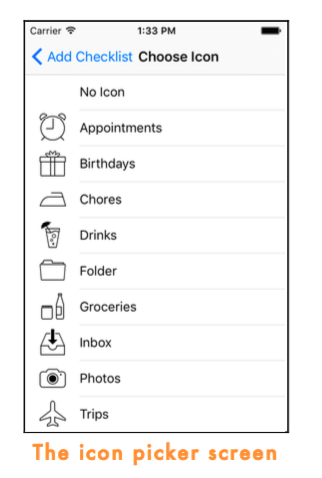 Carrier 1:33 PM
Add Checklist Choose Icon
No Icon
Appointments
Birthdays
Chores
Drinks
Folder
Groceries
Inbox
Photos
Trips
The icon picker screen